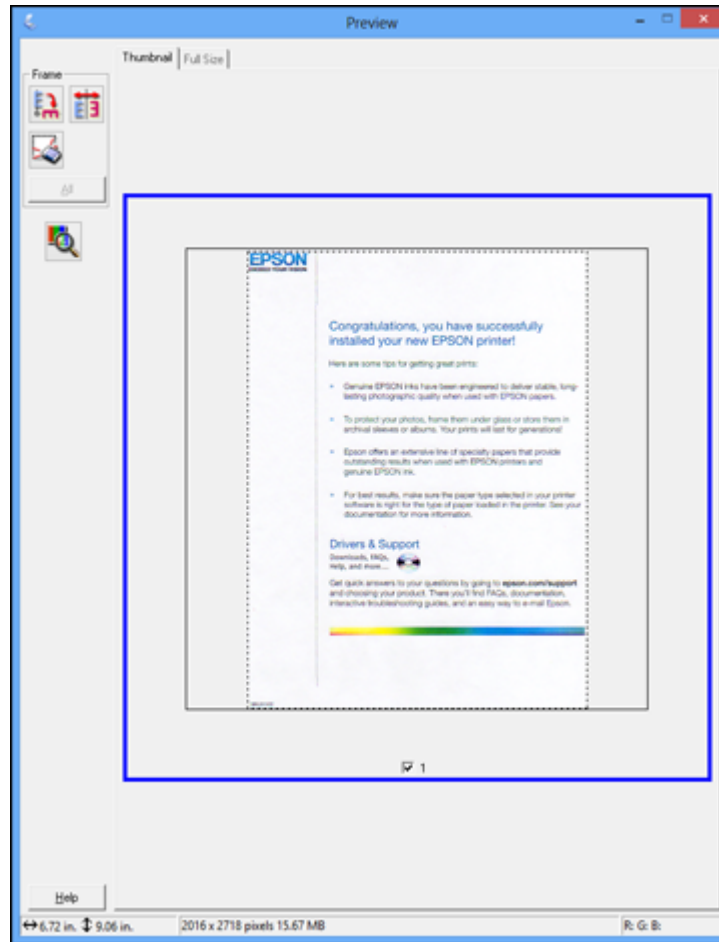 Preview
Thumbnail Full Size
Frame
All
EPSON
EXCEED YOUR VISION
Congratulations, you have successfully
installed your new EPSON printer!
Here are some tips for getting great prints:
Genuine EPSON inks have been engineered to deliver stable, long-
lasting photographic quality when used with EPSON papers.
To protect your photos, frame them under glass or store them in
archival sleeves or albums. Your prints will last for generations!
Epson offers an extensive line of specialty papers that provide
outstanding results when used with EPSON printers and
genuine EPSON ink.
For best results, make sure the paper type selected in your printer
software is right for the type of paper loaded in the printer. See your
documentation for more information.
Drivers & Support
Downloads, FAQs,
Help, and more....
Get quick answers to your questions by going to epson.com/support
and choosing your product. There you'll find FAQs, documentation,
interactive troubleshooting guides, and an easy way to e-mail Epson.
1
Help
6.72 in. 9.06 in. 2016 x 2718 pixels 15.67 MB R: G: B: